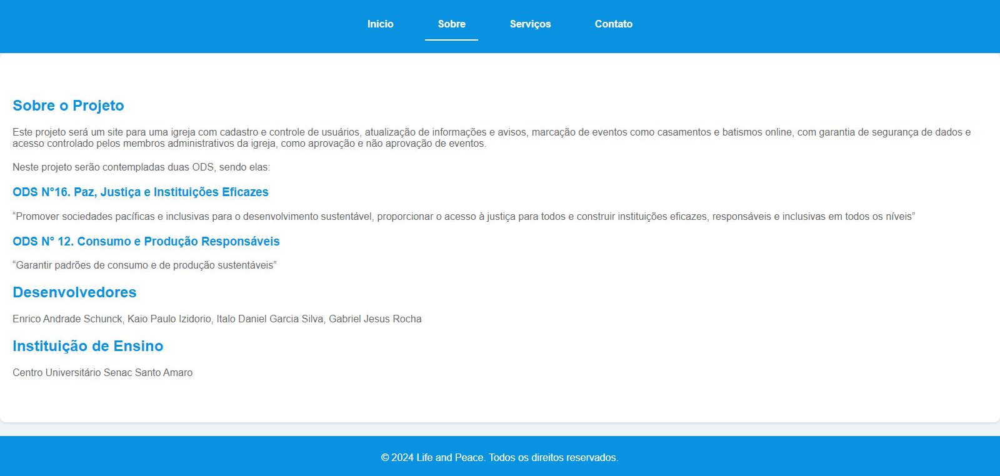 Início Sobre Serviços Contato
Sobre o Projeto
Este projeto será um site para uma igreja com cadastro e controle de usuários, atualização de informações e avisos, marcação de eventos como casamentos e batismos online, com garantia de segurança de dados e
acesso controlado pelos membros administrativos da igreja, como aprovação e não aprovação de eventos.
Neste projeto serão contempladas duas ODS, sendo elas:
ODS N°16. Paz, Justiça e Instituições Eficazes
“Promover sociedades pacíficas e inclusivas para o desenvolvimento sustentável, proporcionar o acesso à justiça para todos e construir instituições eficazes, responsáveis e inclusivas em todos os níveis”
ODS N° 12. Consumo e Produção Responsáveis
“Garantir padrões de consumo e de produção sustentáveis”
Desenvolvedores
Enrico Andrade Schunck, Kaio Paulo Izidorio, Italo Daniel Garcia Silva, Gabriel Jesus Rocha
Instituição de Ensino
Centro Universitário Senac Santo Amaro
© 2024 Life and Peace. Todos os direitos reservados.